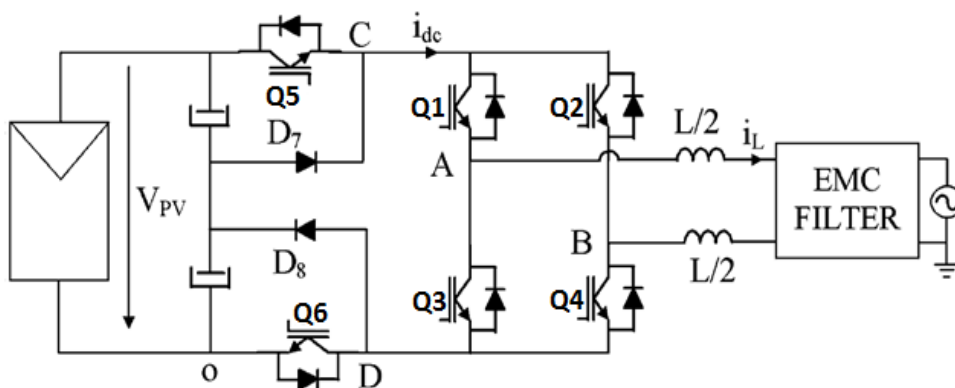 C
i_dc
Q5
Q1
Q2
L/2
i_L
D_7
A
V_PV
EMC
FILTER
B
D_8
L/2
Q6
Q3
Q4
o
D